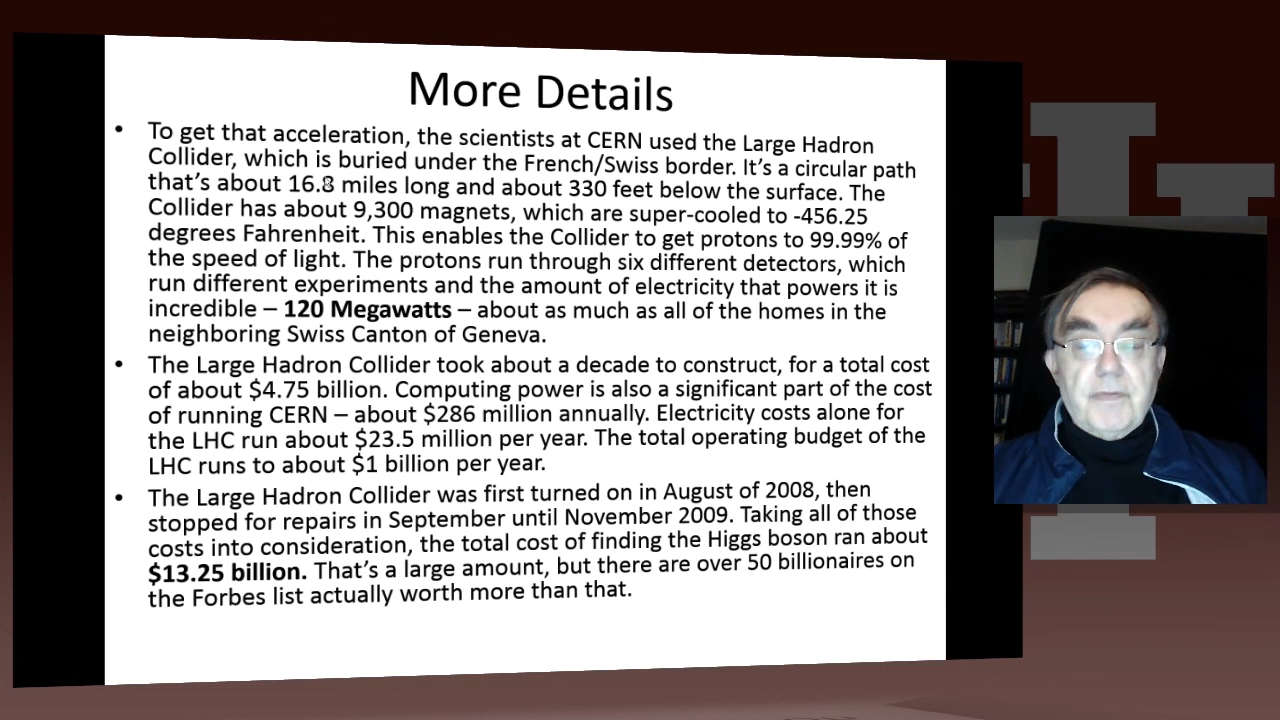 More Details
• To get that acceleration, the scientists at CERN used the Large Hadron
Collider, which is buried under the French/Swiss border. It’s a circular path
that’s about 16.8 miles long and about 330 feet below the surface. The
Collider has about 9,300 magnets, which are super-cooled to -456.25
degrees Fahrenheit. This enables the Collider to get protons to 99.99% of
the speed of light. The protons run through six different detectors, which
run different experiments and the amount of electricity that powers it is
incredible – 120 Megawatts – about as much as all of the homes in the
neighboring Swiss Canton of Geneva.
• The Large Hadron Collider took about a decade to construct, for a total cost
of about $4.75 billion. Computing power is also a significant part of the cost
of running CERN – about $286 million annually. Electricity costs alone for
the LHC run about $23.5 million per year. The total operating budget of the
LHC runs to about $1 billion per year.
• The Large Hadron Collider was first turned on in August of 2008, then
stopped for repairs in September until November 2009. Taking all of those
costs into consideration, the total cost of finding the Higgs boson ran about
$13.25 billion. That’s a large amount, but there are over 50 billionaires on
the Forbes list actually worth more than that.